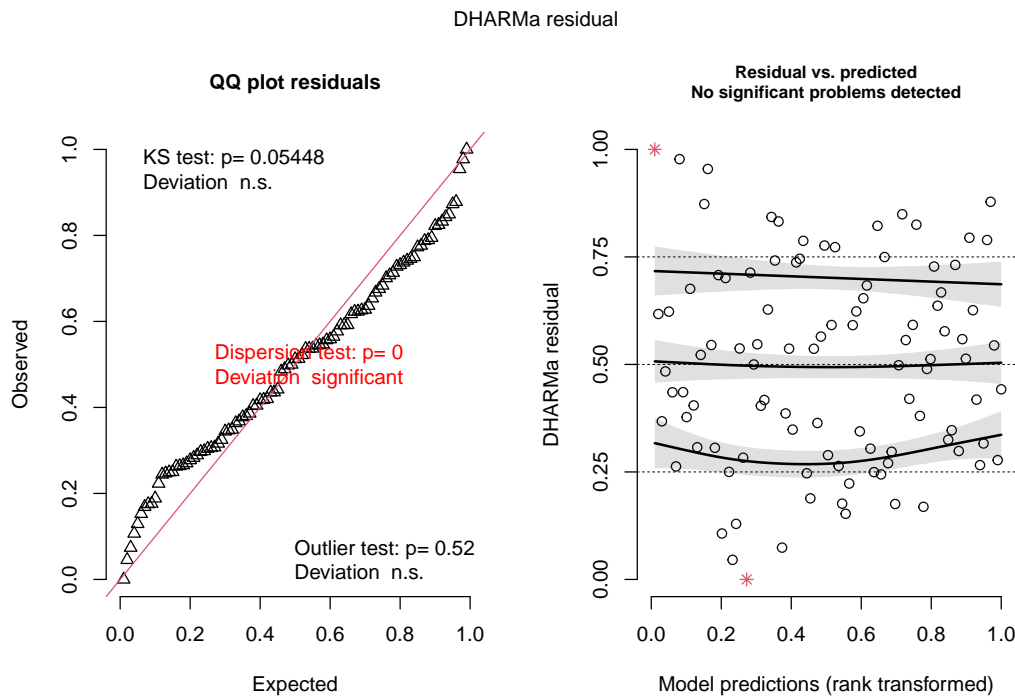 DHARMa residual
QQ plot residuals
KS test: p= 0.05448
Deviation  n.s.
Dispersion test: p= 0
Deviation  significant
Outlier test: p= 0.52
Deviation  n.s.
Observed
0.0 0.2 0.4 0.6 0.8 1.0
0.0 0.2 0.4 0.6 0.8 1.0
Expected
Residual vs. predicted
No significant problems detected
DHARMa residual
0.00 0.25 0.50 0.75 1.00
0.0 0.2 0.4 0.6 0.8 1.0
Model predictions (rank transformed)